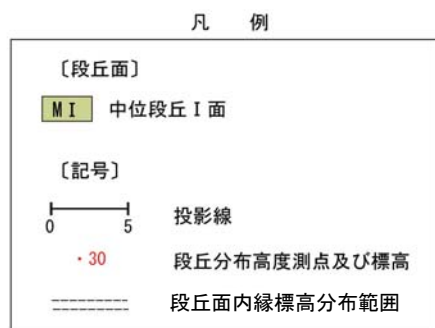 凡 例
〔段丘面〕
MⅠ 中位段丘Ⅰ面
〔記号〕
0 5 投影線
・30 段丘分布高度測点及び標高
段丘面内縁標高分布範囲